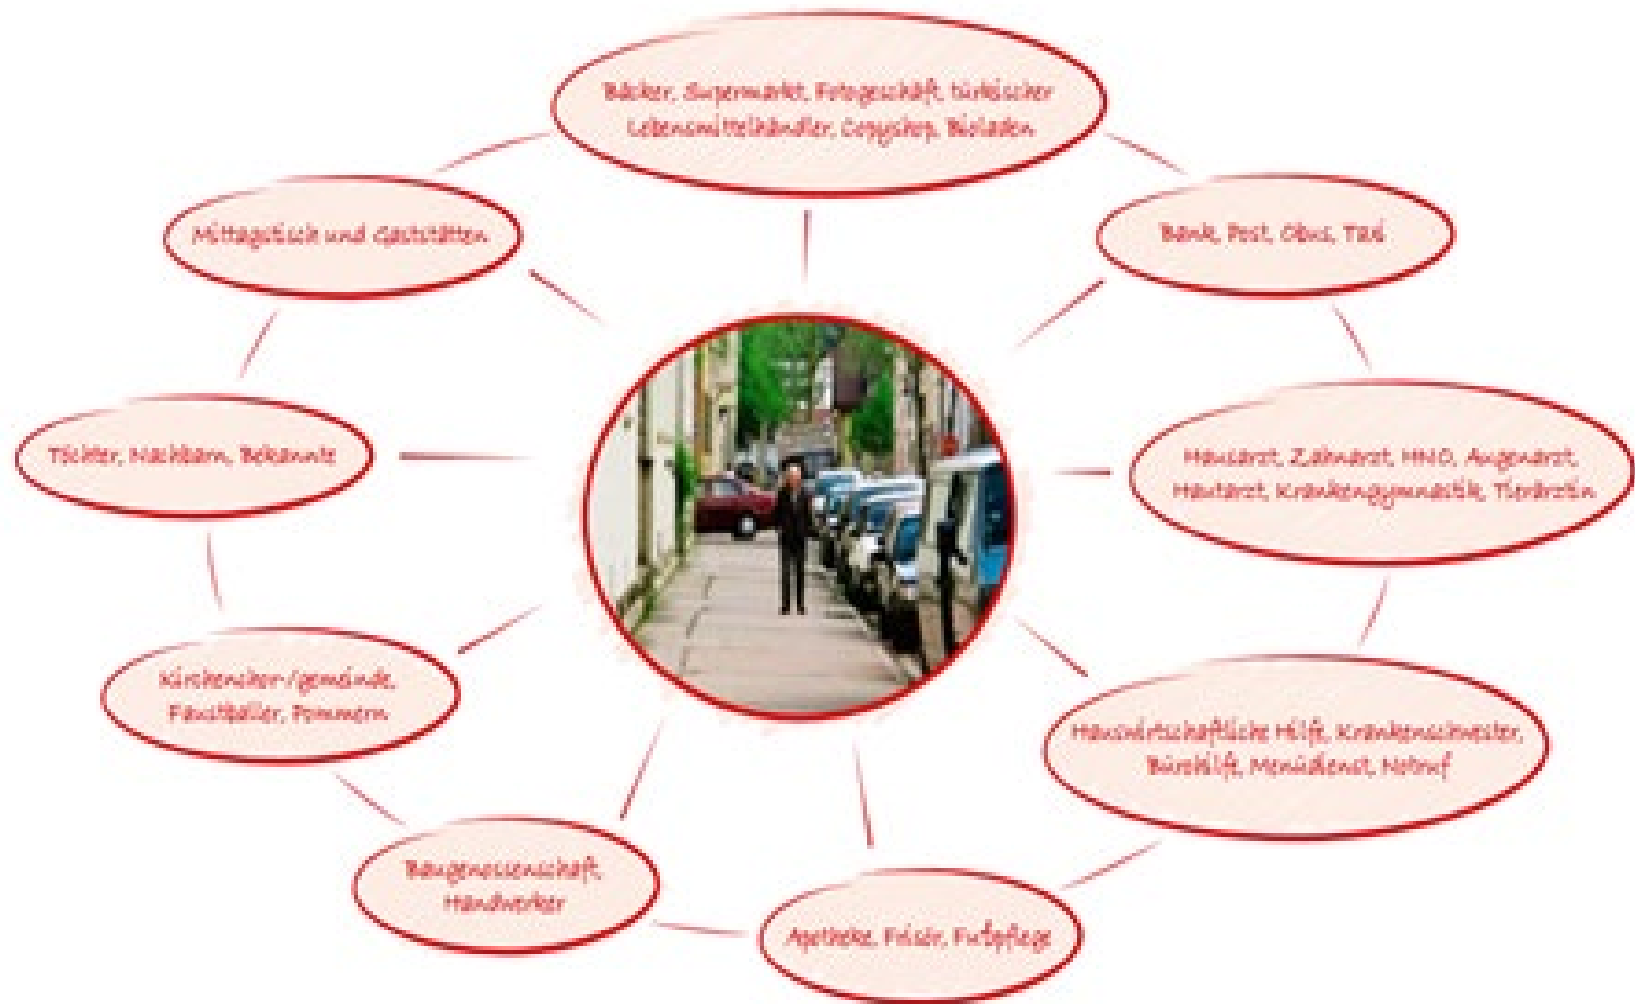 Bäcker, Supermarkt, Fotogeschäft, türkischer
Lebensmittelhändler, Copyshop, Bioladen
Mittagstisch und Gaststätten
Bank, Post, Obus, Taxi
Töchter, Nachbarn, Bekannte
Hausarzt, Zahnarzt, HNO, Augenarzt,
Hautarzt, Krankengymnastik, Tierärztin
Kirchenchor-/gemeinde,
Faustballer, Pommern
Hauswirtschaftliche Hilfe, Krankenschwester,
Bürohilfe, Menüdienst, Notruf
Baugenossenschaft,
Handwerker
Apotheke, Frisör, Fußpflege